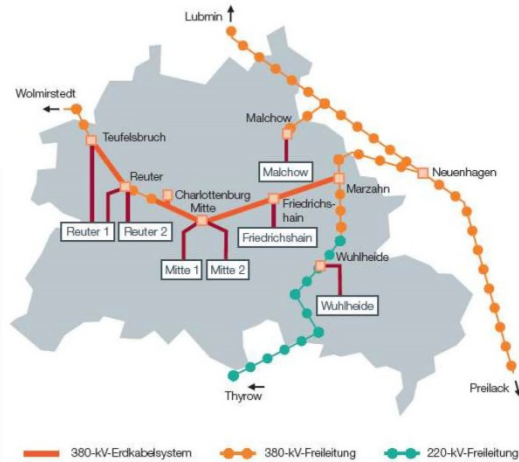 Lubmin
Wolmirstedt
Teufelsbruch
Malchow
Malchow
Neuenhagen
Reuter
Charlottenburg
Mitte
Friedrichs-
hain
Marzahn
Reuter 1
Reuter 2
Friedrichshain
Mitte 1
Mitte 2
Wuhlheide
Wuhlheide
Thyrow
Preilack
380-kV-Erdkabelsystem
380-kV-Freileitung
220-kV-Freileitung